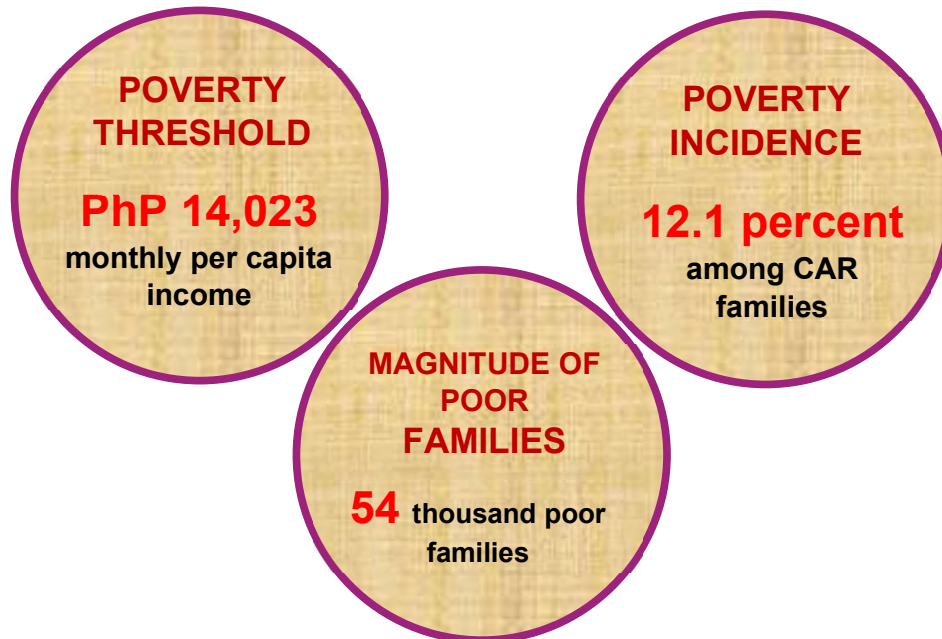 POVERTY
THRESHOLD
PhP 14,023
monthly per capita
income
POVERTY
INCIDENCE
12.1 percent
among CAR
families
MAGNITUDE OF
POOR
FAMILIES
54 thousand poor
families